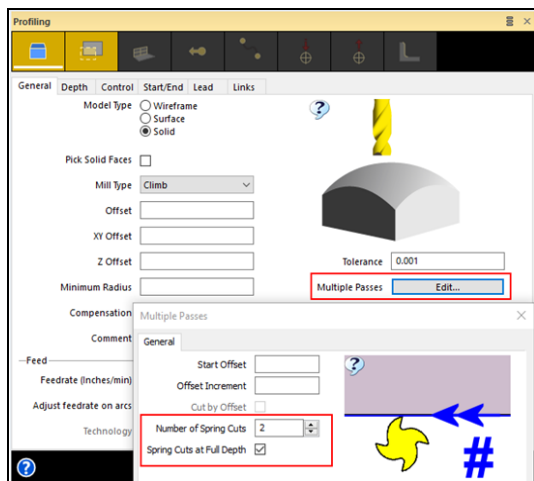 Profiling
General Depth Control Start/End Lead Links
Model Type Wireframe
Surface
Solid
Pick Solid Faces
Mill Type Climb
Offset
XY Offset
Z Offset
Minimum Radius
Compensation
Comment
Feed
Feedrate (Inches/min)
Adjust feedrate on arcs
Technology
Tolerance 0.001
Multiple Passes Edit...
Multiple Passes
General
Start Offset
Offset Increment
Cut by Offset
Number of Spring Cuts 2
Spring Cuts at Full Depth
#